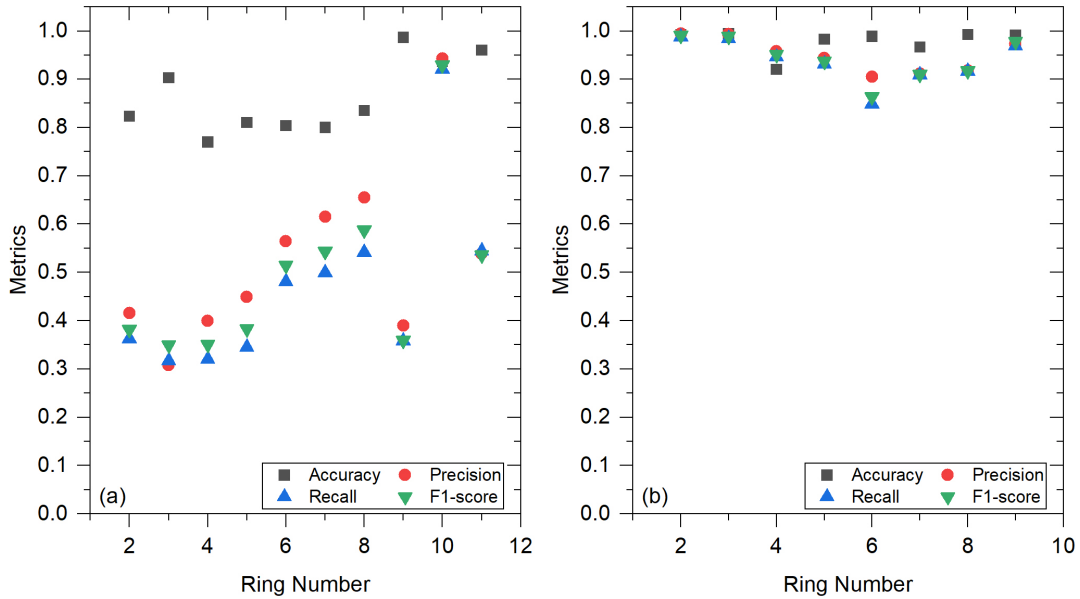 1.0
0.9
0.8
0.7
0.6
0.5
0.4
0.3
0.2
0.1
0.0
Metrics
Accuracy Precision
Recall F1-score
(a)
2 4 6 8 10 12
Ring Number
1.0
0.9
0.8
0.7
0.6
0.5
0.4
0.3
0.2
0.1
0.0
Metrics
Accuracy Precision
Recall F1-score
(b)
2 4 6 8 10
Ring Number